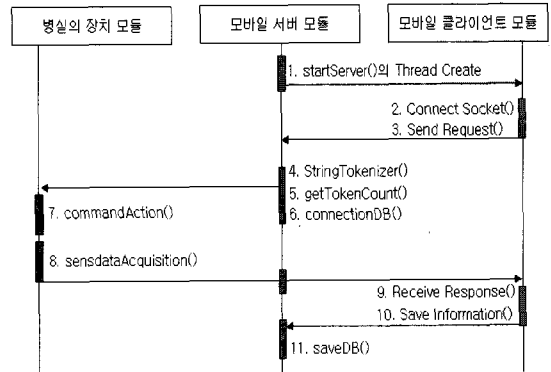 병실의 장치 모듈
모바일 서버 모듈
모바일 클라이언트 모듈
1. startServer()의 Thread Create
2. Connect Socket()
3. Send Request()
4. StringTokenizer()
5. getTokenCount()
6. connectionDB()
7. commandAction()
8. sensdataAcquisition()
9. Receive Response()
10. Save Information()
11. saveDB()